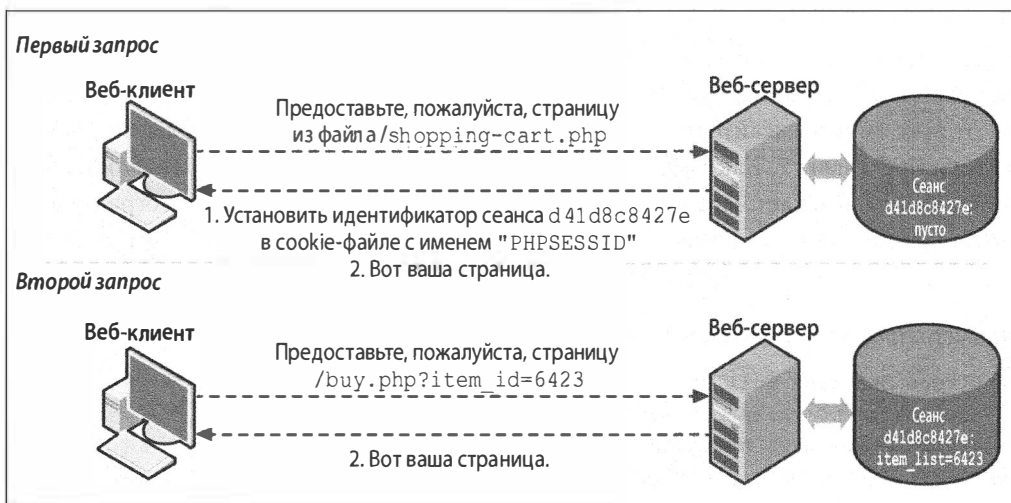 Первый запрос
Веб-клиент
Веб-сервер
Предоставьте, пожалуйста, страницу
из файла /shopping-cart.php
1. Установить идентификатор сеанса d41d8c8427e
в cookie-файле с именем "PHPSESSID"
2. Вот ваша страница.
Сеанс
d41d8c8427e:
пусто
Второй запрос
Веб-клиент
Веб-сервер
Предоставьте, пожалуйста, страницу
/buy.php?item_id=6423
2. Вот ваша страница.
Сеанс
d41d8c8427e:
item_list=6423